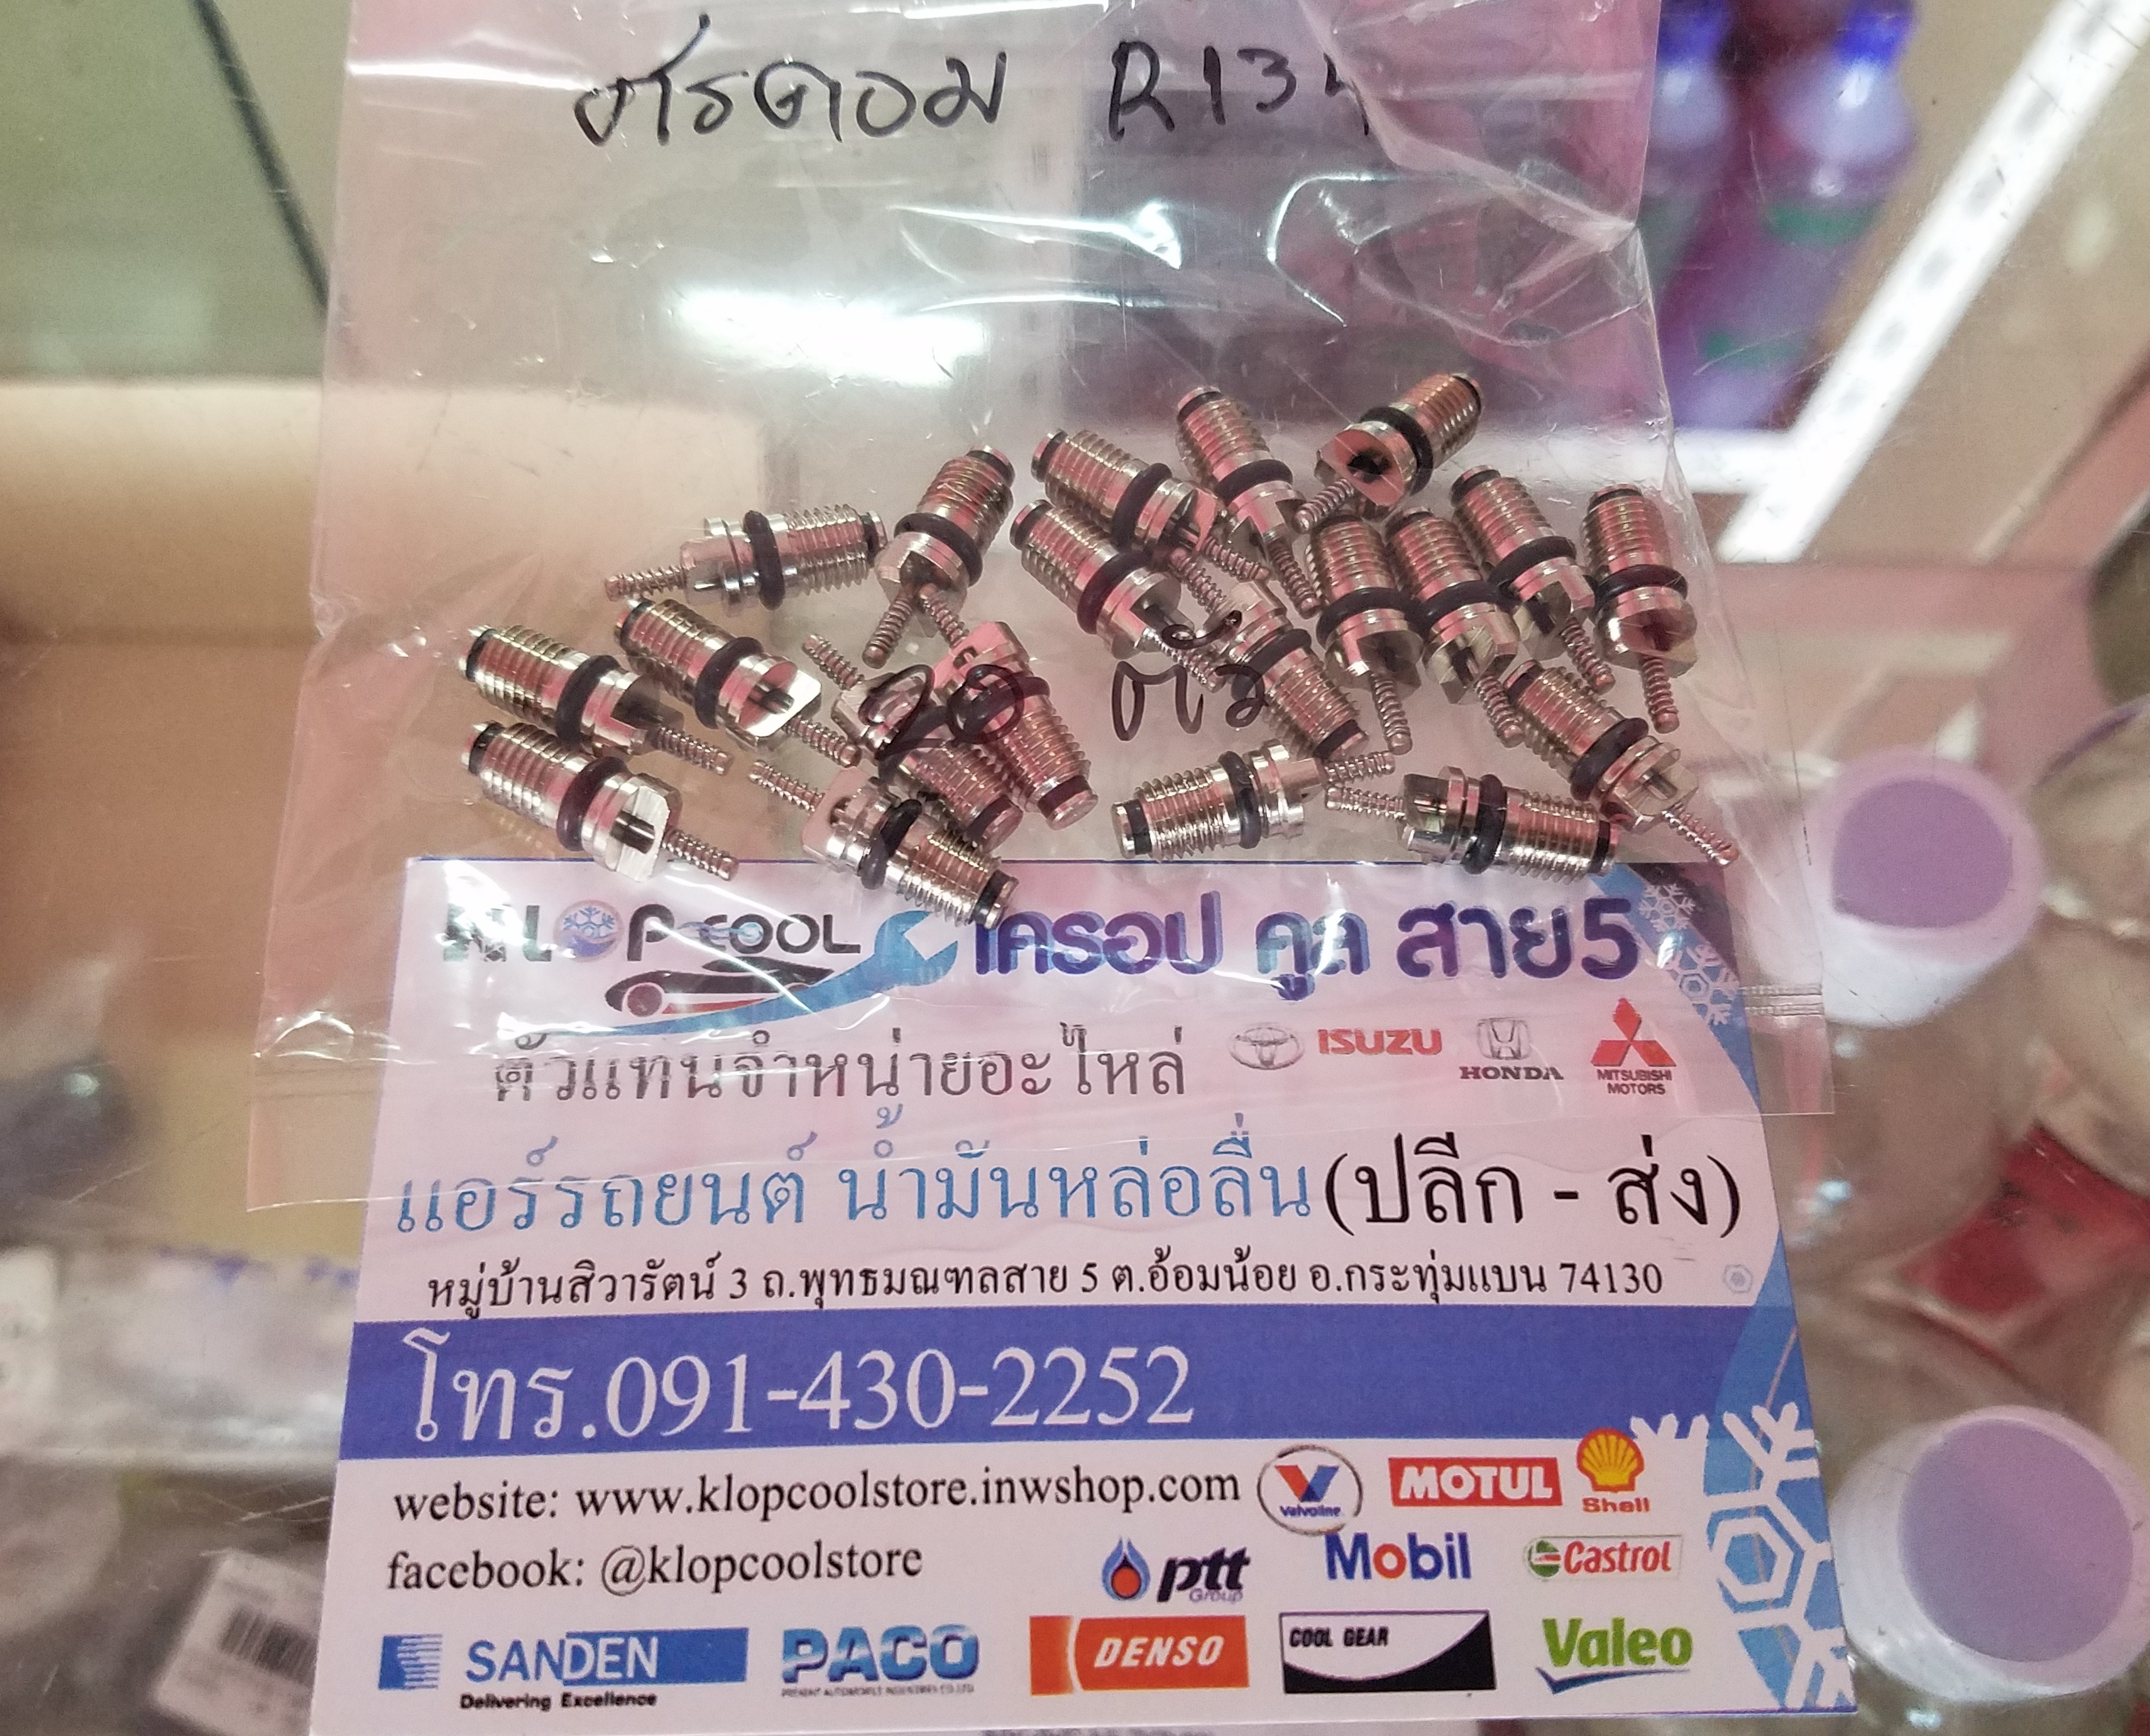 ศรคอม R134
20 ตัว
KLOP COOL โครอป คูล สาย5
ตัวแทนจำหน่ายอะไหล่ ISUZU HONDA MITSUBISHI MOTORS
แอร์รถยนต์ น้ำมันหล่อลื่น(ปลีก - ส่ง)
หมู่บ้านสิวารัตน์ 3 ถ.พุทธมณฑลสาย 5 ต.อ้อมน้อย อ.กระทุ่มแบน 74130
โทร.091-430-2252
website: www.klopcoolstore.inwshop.com Valvoline MOTUL Shell
facebook: @klopcoolstore ptt Group Mobil Castrol
SANDEN PACO DENSO COOL GEAR Valeo
Delivering Excellence